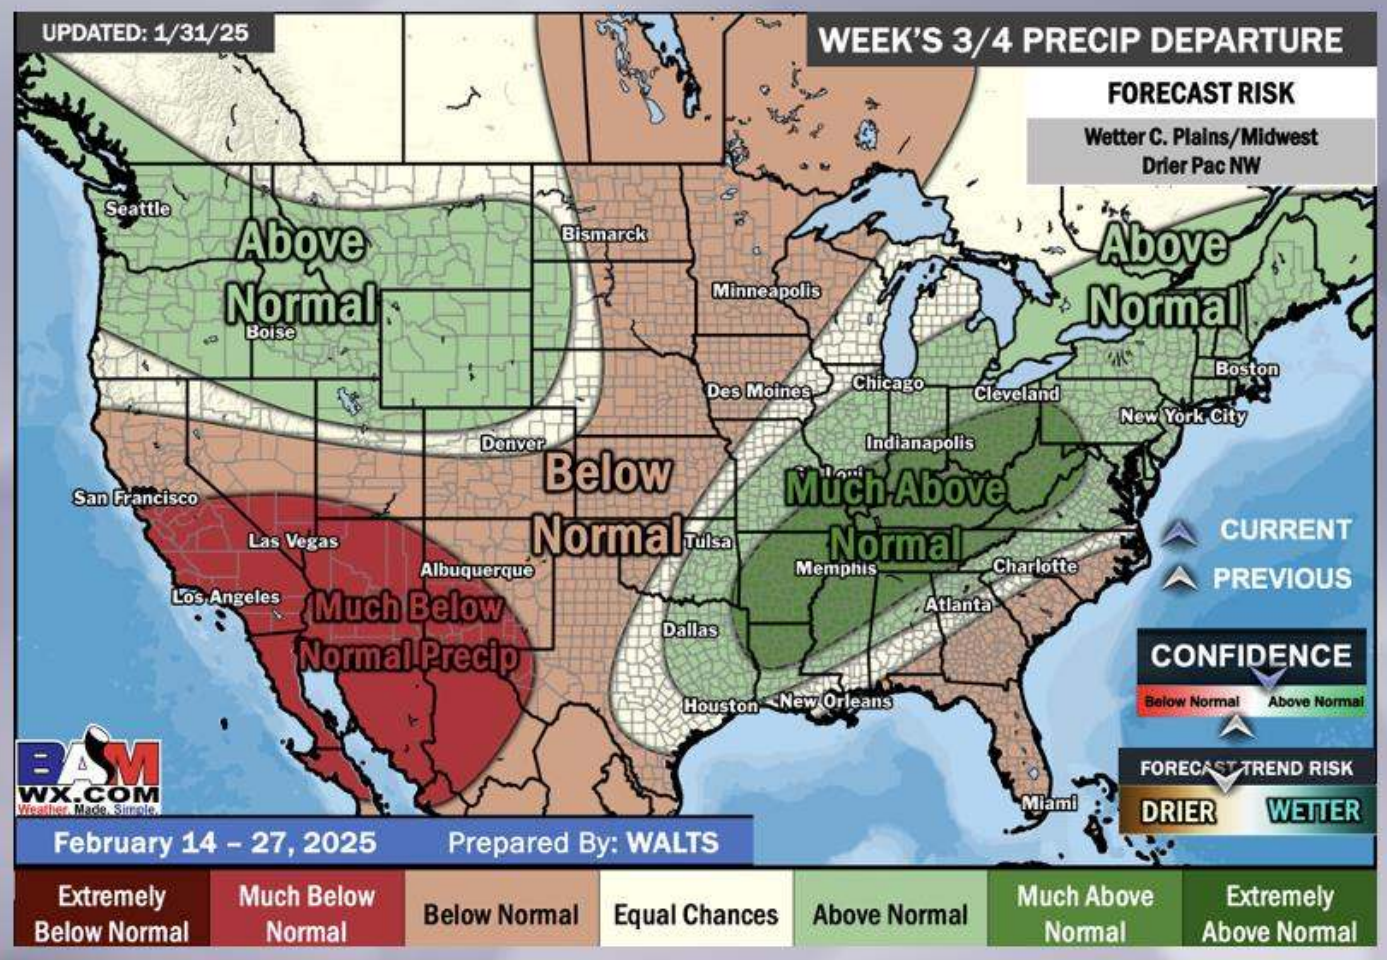 UPDATED: 1/31/25
WEEK'S 3/4 PRECIP DEPARTURE
FORECAST RISK
Wetter C. Plains/Midwest
Drier Pac NW
Seattle
Above
Normal
Boise
Bismarck
Minneapolis
Above
Normal
Boston
Des Moines
Chicago
Cleveland
New York City
Denver
Indianapolis
Below
Normal
Much Above
Normal
San Francisco
Las Vegas
Albuquerque
Tulsa
Memphis
Charlotte
CURRENT
PREVIOUS
Los Angeles
Much Below
Normal Precip
Dallas
Atlanta
Houston
New Orleans
Miami
CONFIDENCE
Below Normal
Above Normal
FORECAST TREND RISK
DRIER
WETTER
BAM
WX.COM
Weather. Made. Simple.
February 14 – 27, 2025
Prepared By: WALTS
Extremely
Below Normal
Much Below
Normal
Below Normal
Equal Chances
Above Normal
Much Above
Normal
Extremely
Above Normal